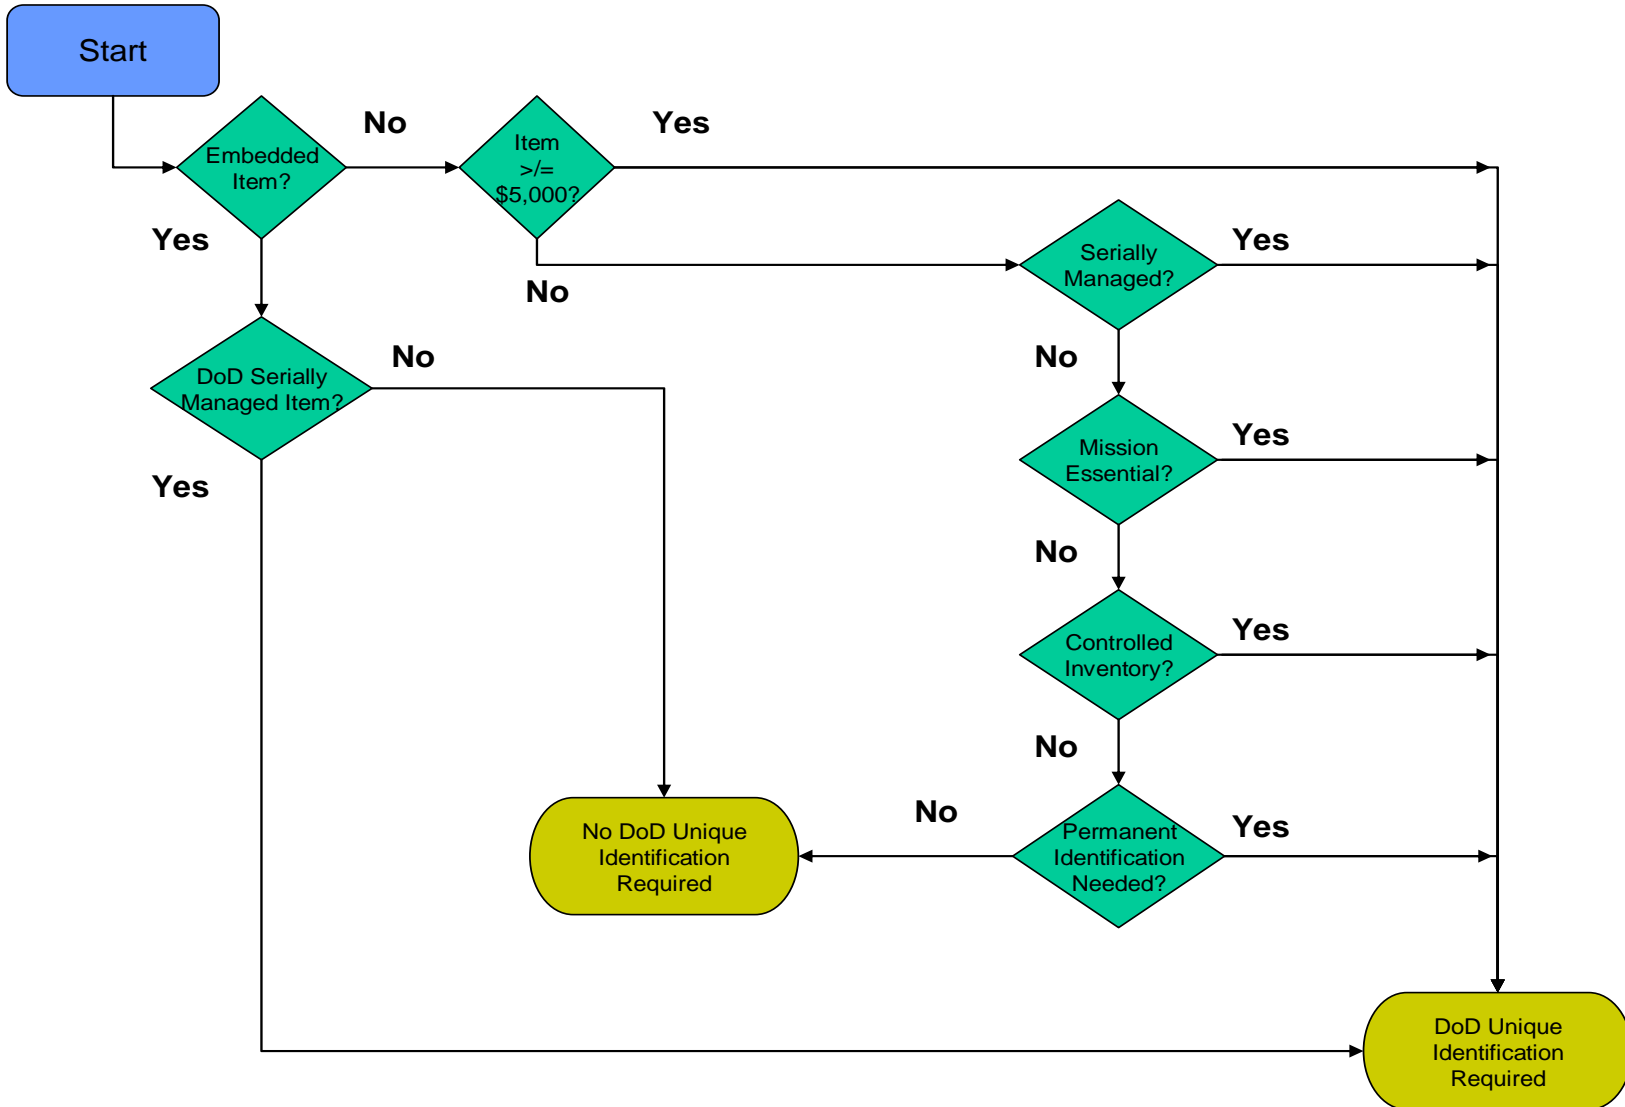 Start
No
Yes
Embedded
Item?
Item
>/=
$5,000?
Yes
No
Serially
Managed?
Yes
No
DoD Serially
Managed Item?
No
Yes
Mission
Essential?
Yes
No
Controlled
Inventory?
Yes
No
No DoD Unique
Identification
Required
No
Permanent
Identification
Needed?
Yes
DoD Unique
Identification
Required